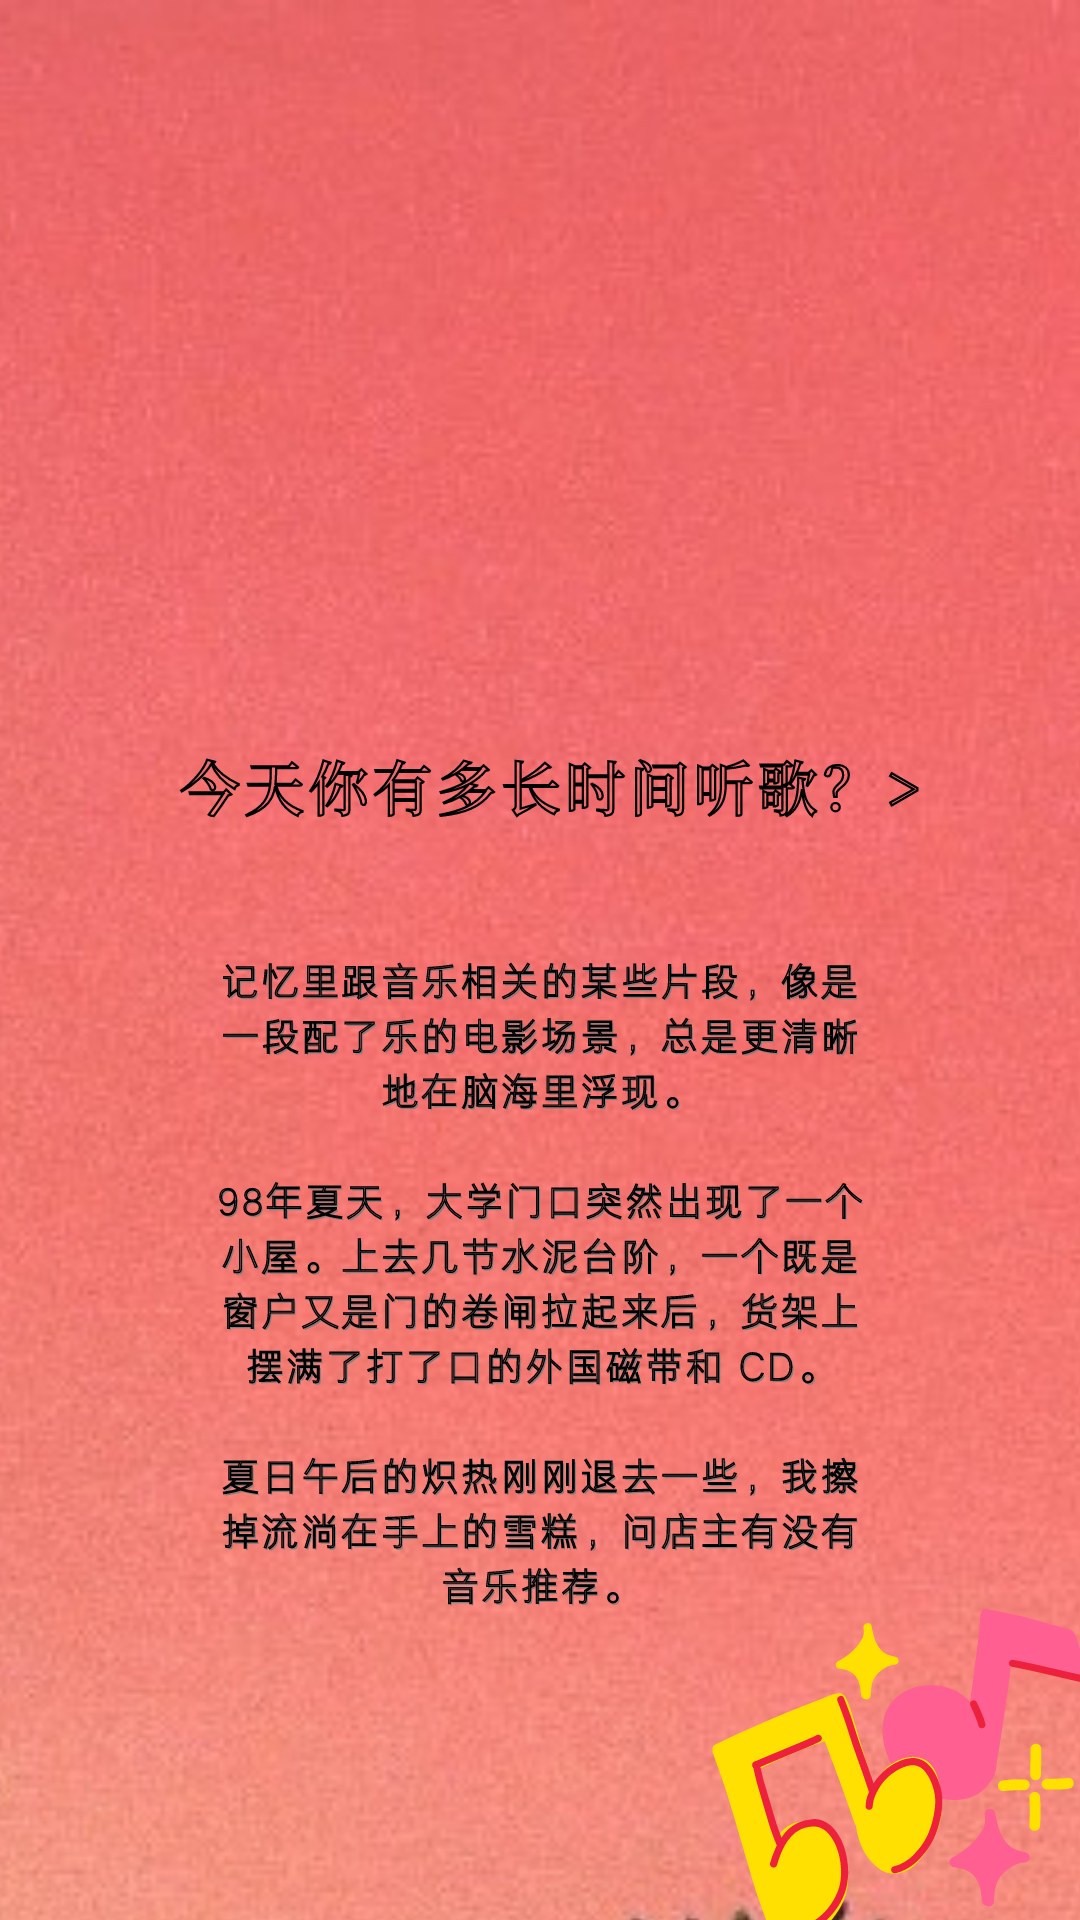 今天你有多长时间听歌？>
记忆里跟音乐相关的某些片段，像是
一段配了乐的电影场景，总是更清晰
地在脑海里浮现。
98年夏天，大学门口突然出现了一个
小屋。上去几节水泥台阶，一个既是
窗户又是门的卷闸拉起来后，货架上
摆满了打了口的外国磁带和 CD。
夏日午后的炽热刚刚退去一些，我擦
掉流淌在手上的雪糕，问店主有没有
音乐推荐。